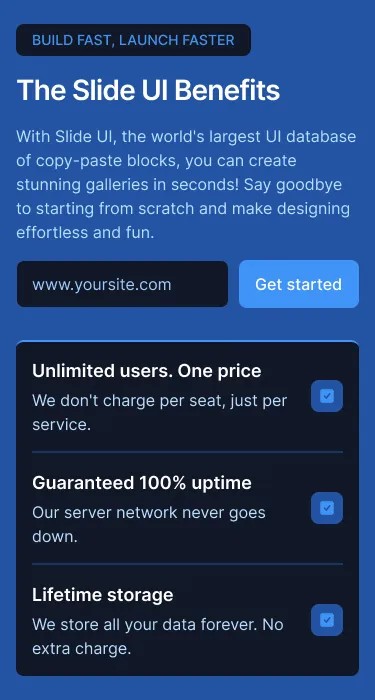 BUILD FAST, LAUNCH FASTER
The Slide UI Benefits
With Slide UI, the world's largest UI database
of copy-paste blocks, you can create
stunning galleries in seconds! Say goodbye
to starting from scratch and make designing
effortless and fun.
www.yoursite.com
Get started
Unlimited users. One price
We don't charge per seat, just per
service.
Guaranteed 100% uptime
Our server network never goes
down.
Lifetime storage
We store all your data forever. No
extra charge.